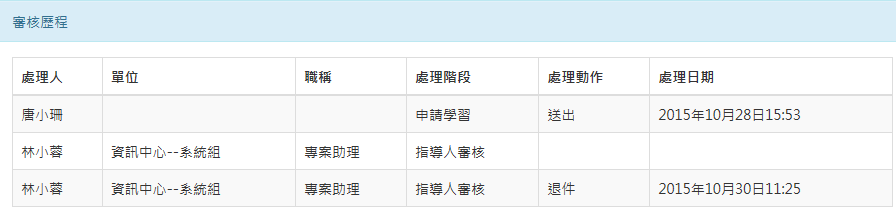 審核歷程
處理人 單位 職稱 處理階段 處理動作 處理日期
唐小珊 申請學習 送出 2015年10月28日15:53
林小蓉 資訊中心--系統組 專案助理 指導人審核
林小蓉 資訊中心--系統組 專案助理 指導人審核 退件 2015年10月30日11:25